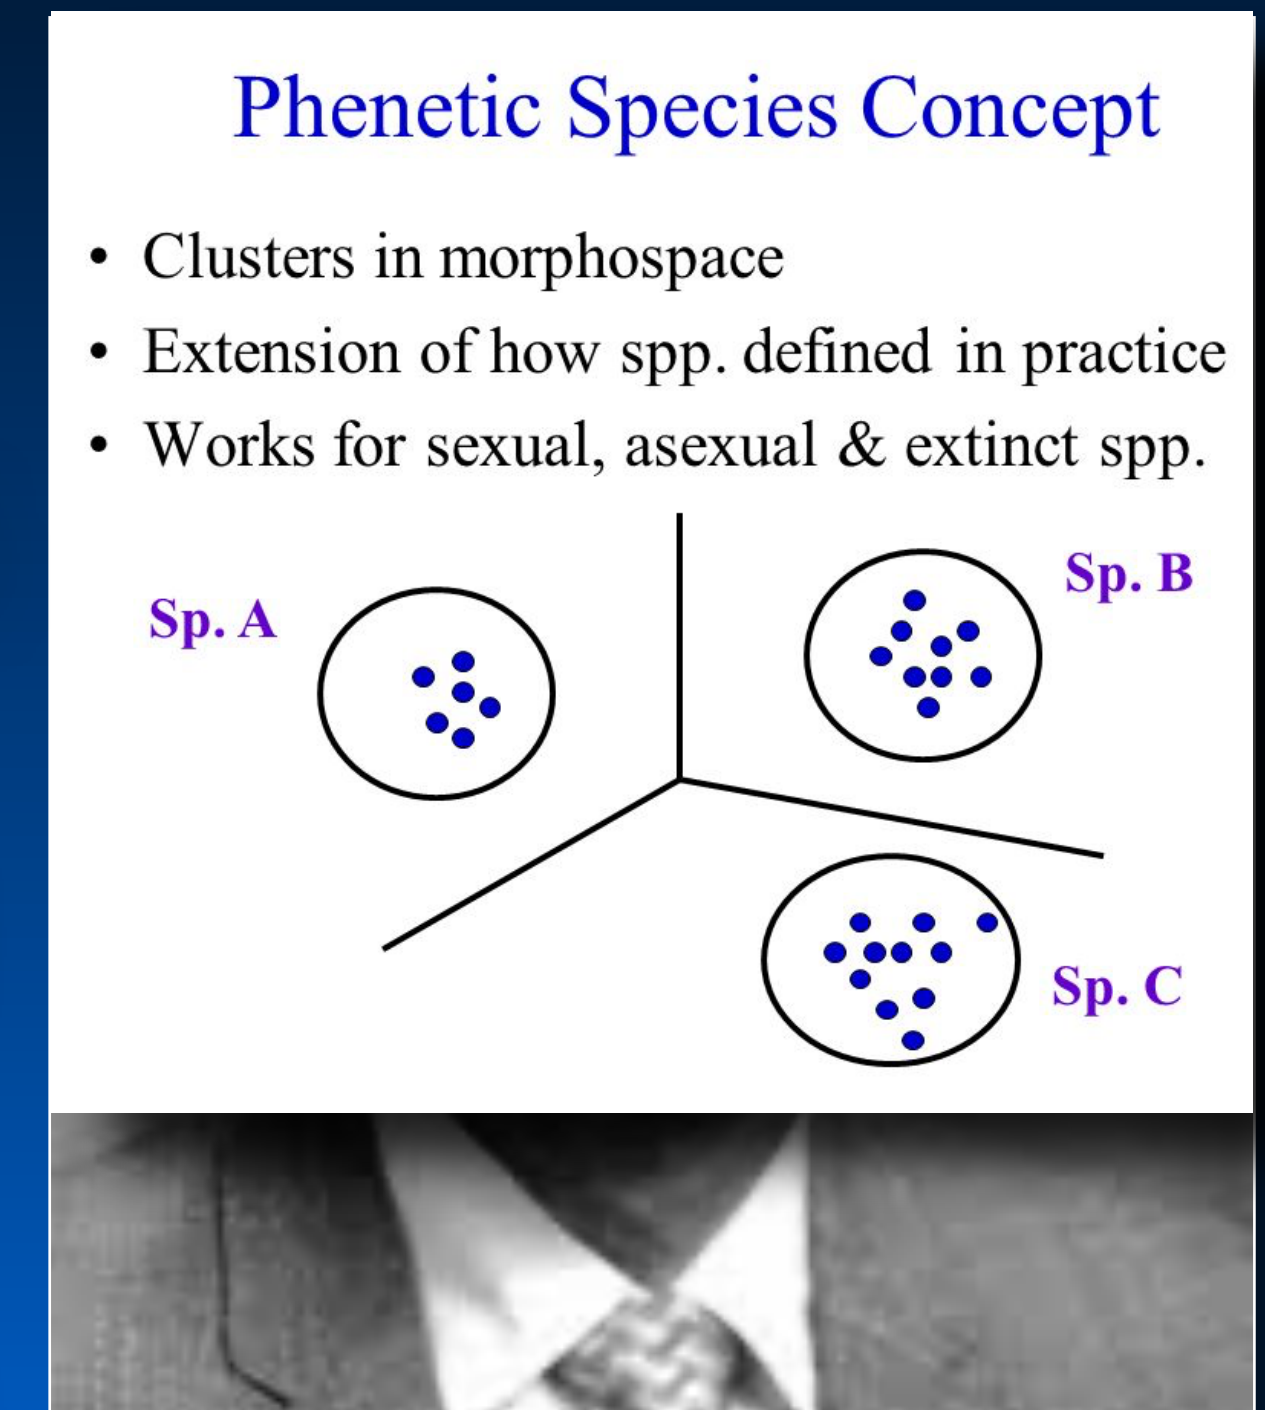 Phenetic Species Concept
• Clusters in morphospace
• Extension of how spp. defined in practice
• Works for sexual, asexual & extinct spp.
Sp. A
Sp. B
Sp. C